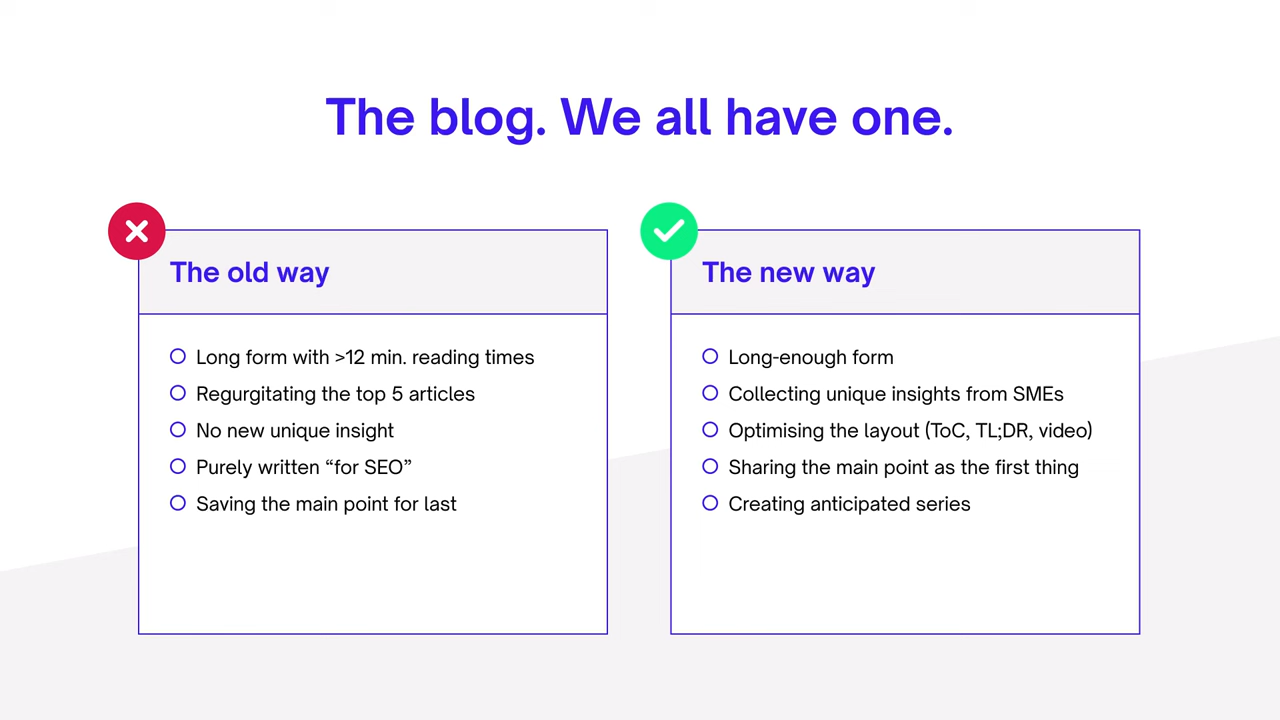 The blog. We all have one.
The old way
Long form with >12 min. reading times
Regurgitating the top 5 articles
No new unique insight
Purely written “for SEO”
Saving the main point for last
The new way
Long-enough form
Collecting unique insights from SMEs
Optimising the layout (ToC, TL;DR, video)
Sharing the main point as the first thing
Creating anticipated series